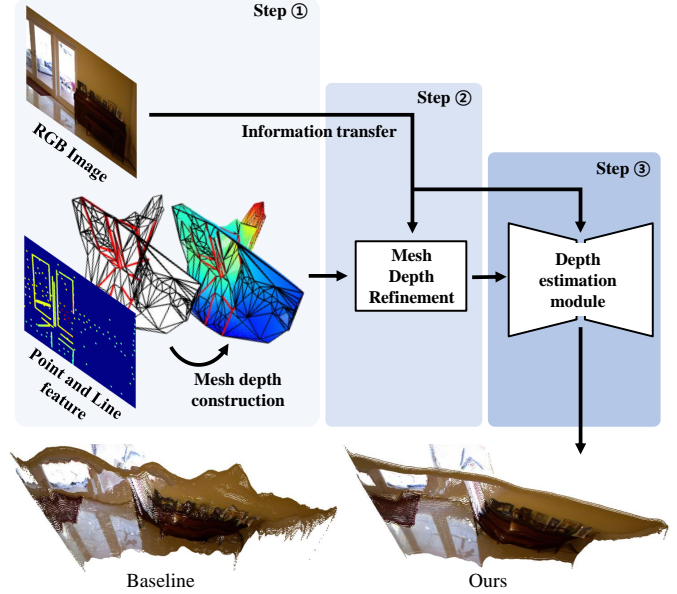 Step ①
RGB Image
Information transfer
Step ②
Step ③
Mesh
Depth
Refinement
Depth
estimation
module
Point and Line
feature
Mesh depth
construction
Baseline
Ours